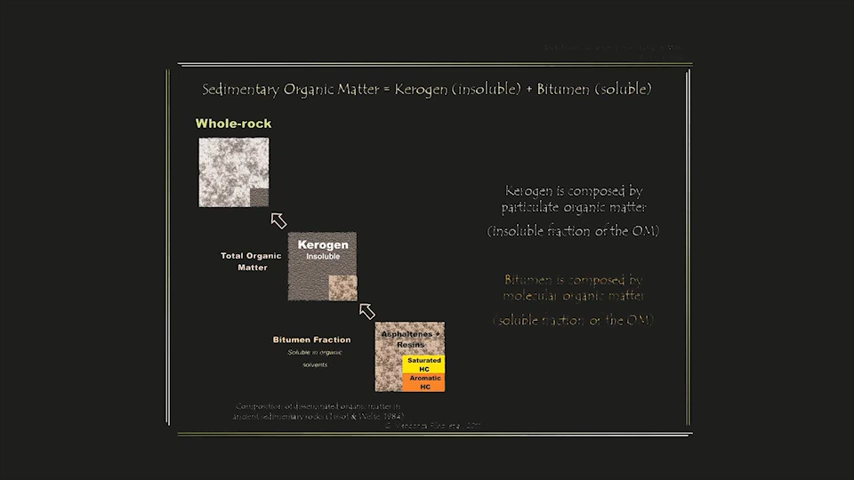 Sedimentary Organic Matter = Kerogen (insoluble) + Bitumen (soluble)
Whole-rock
Kerogen is composed by
particulate organic matter
(insoluble fraction of the OM)
Kerogen
Insoluble
Total Organic
Matter
Bitumen is composed by
molecular organic matter
(soluble fraction of the OM)
Asphaltenes +
Resins
Saturated
HC
Aromatic
HC
Bitumen Fraction
Soluble in organic
solvents
Composition of disseminated organic matter in
ancient sedimentary rocks (Tissot & Welte, 1984)